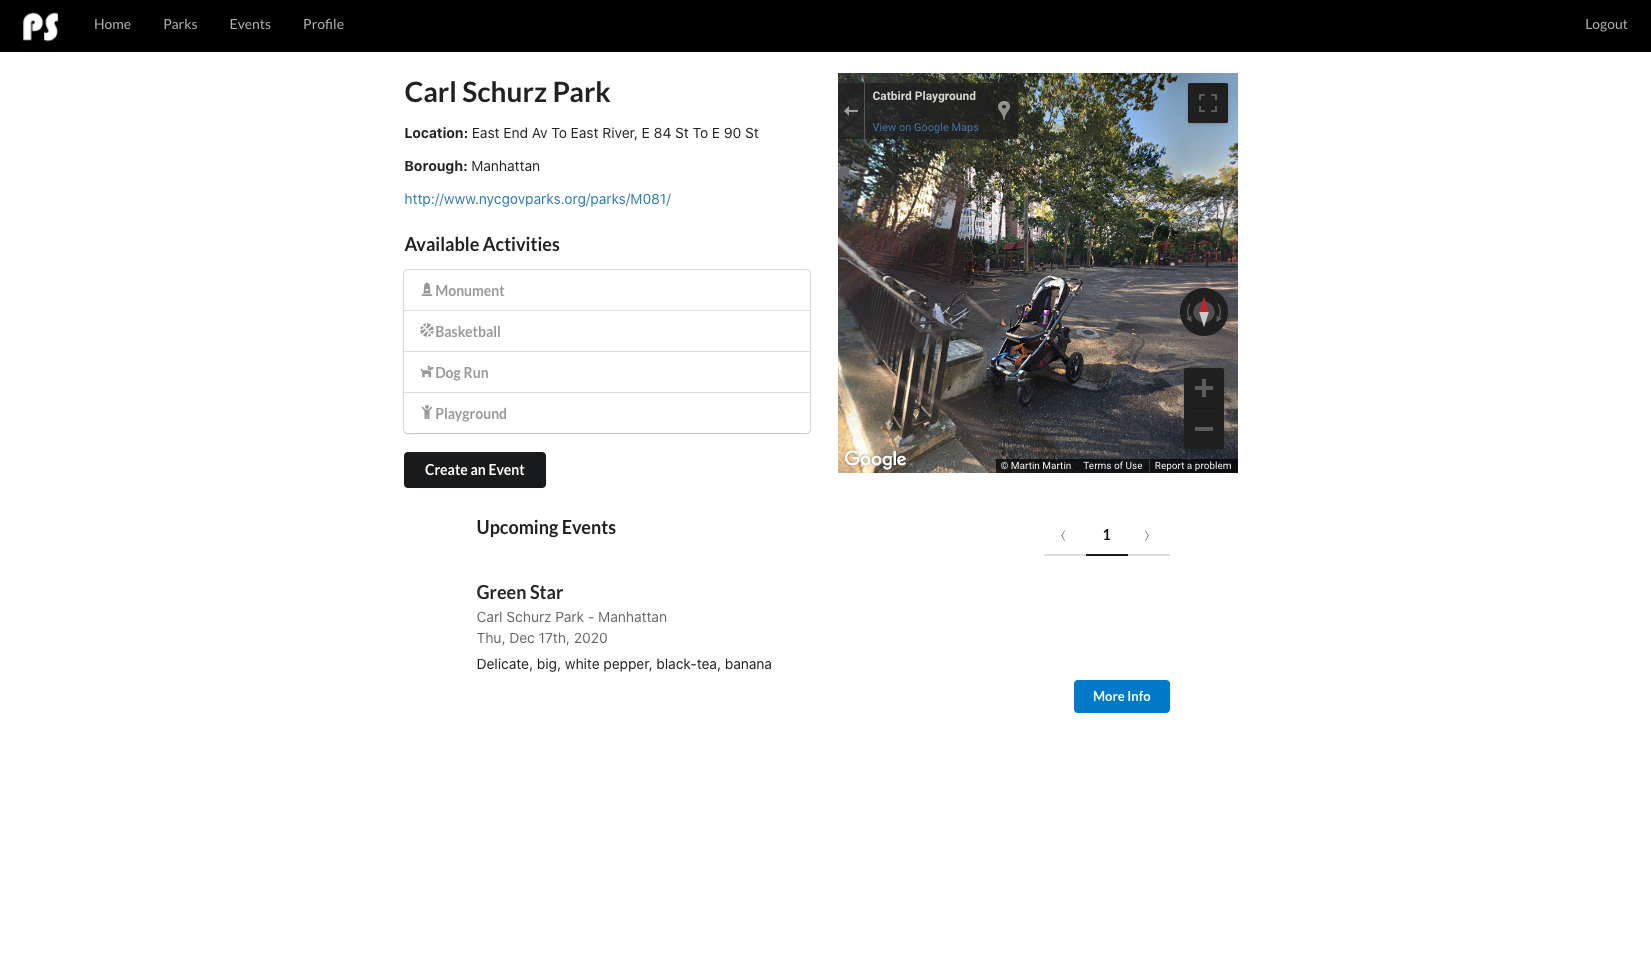 PS Home Parks Events Profile Logout
Carl Schurz Park
Location: East End Av To East River, E 84 St To E 90 St
Borough: Manhattan
http://www.nycgovparks.org/parks/M081/
Available Activities
Monument
Basketball
Dog Run
Playground
Create an Event
Catbird Playground
View on Google Maps
Google
© Martin Martin Terms of Use Report a problem
Upcoming Events
1
Green Star
Carl Schurz Park - Manhattan
Thu, Dec 17th, 2020
Delicate, big, white pepper, black-tea, banana
More Info